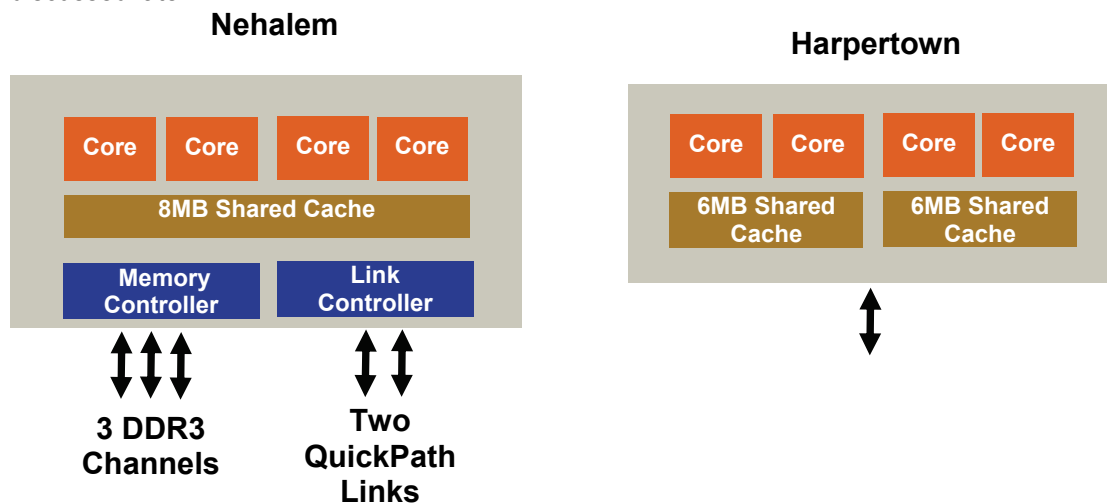 Nehalem
Core
Core
Core
Core
8MB Shared Cache
Memory
Controller
Link
Controller
3 DDR3
Channels
Two
QuickPath
Links
Harpertown
Core
Core
Core
Core
6MB Shared
Cache
6MB Shared
Cache